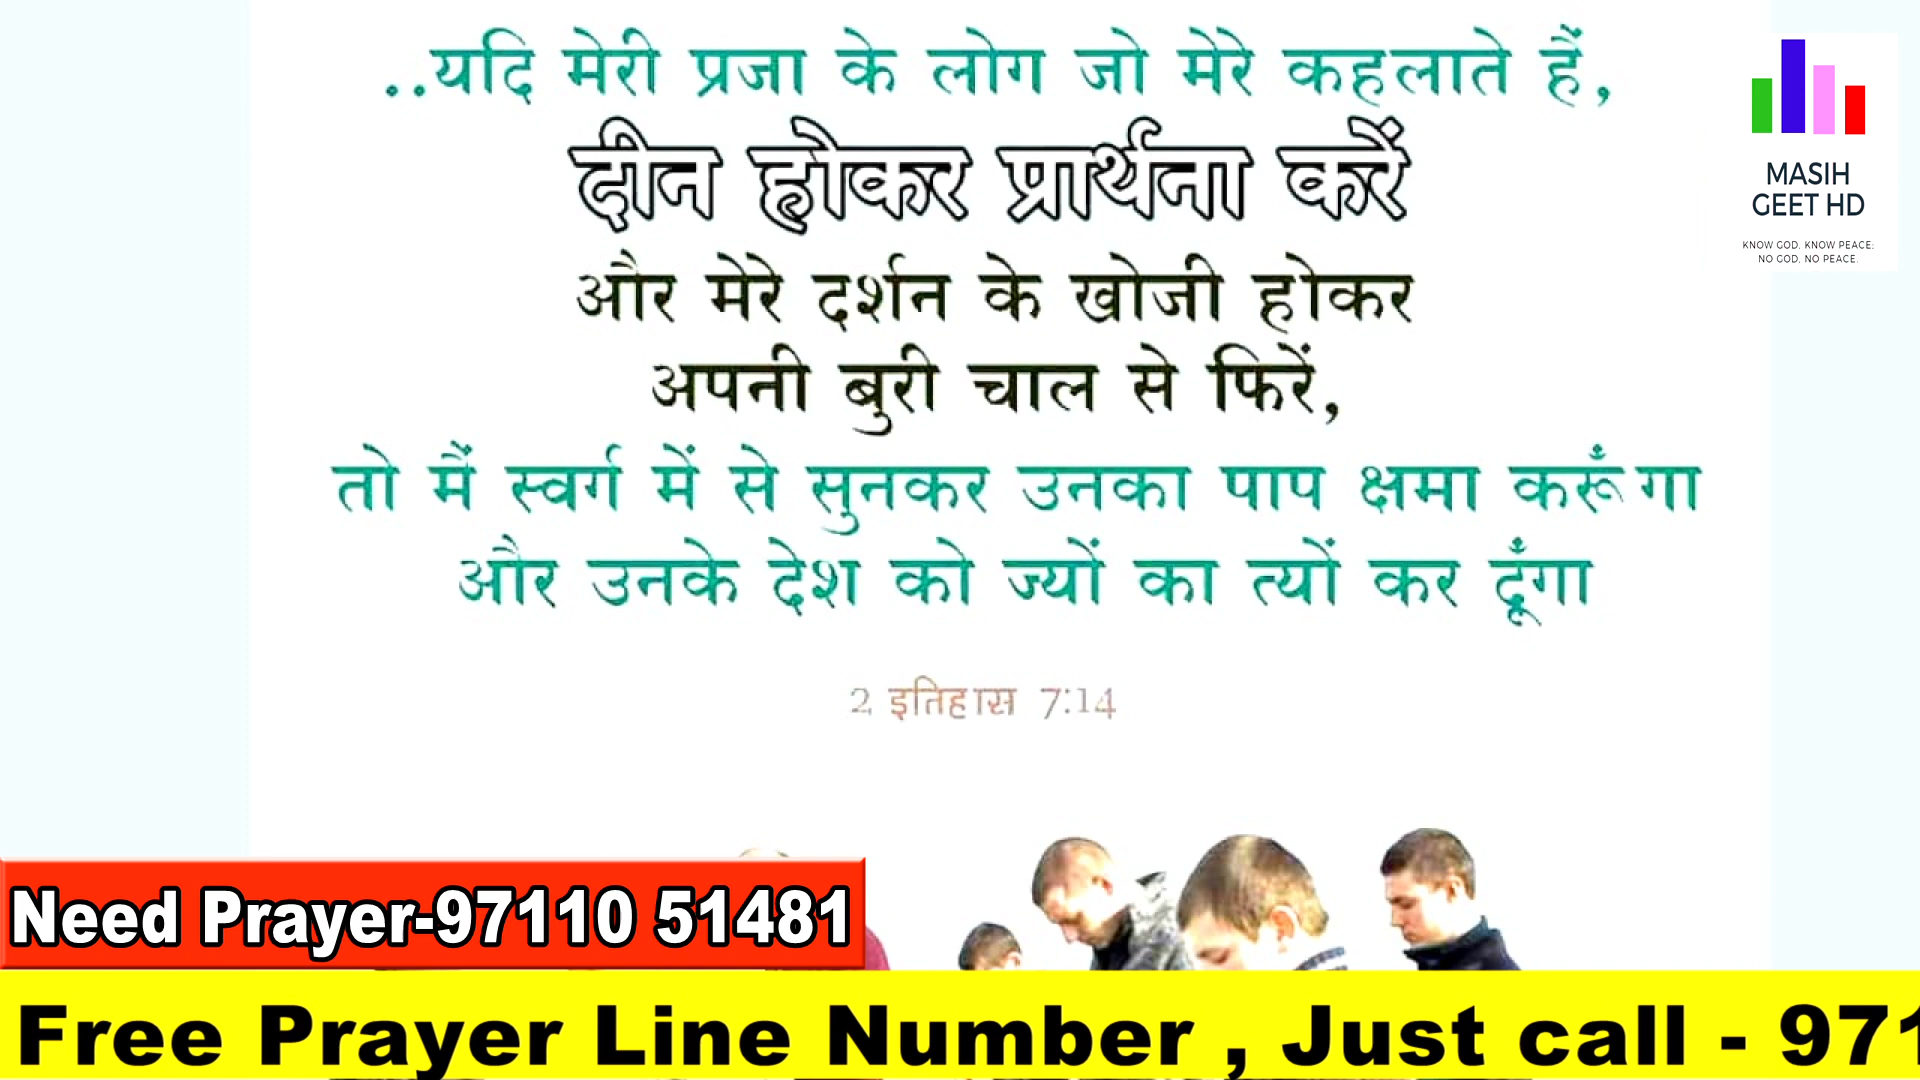 ..यदि मेरी प्रजा के लोग जो मेरे कहलाते हैं,
दीन होकर प्रार्थना करें
और मेरे दर्शन के खोजी होकर
अपनी बुरी चाल से फिरें,
तो मैं स्वर्ग में से सुनकर उनका पाप क्षमा करूँगा
और उनके देश को ज्यों का त्यों कर दूँगा
2 इतिहास 7:14
MASIH
GEET HD
KNOW GOD, KNOW PEACE;
NO GOD, NO PEACE.
Need Prayer-97110 51481
Free Prayer Line Number , Just call - 971